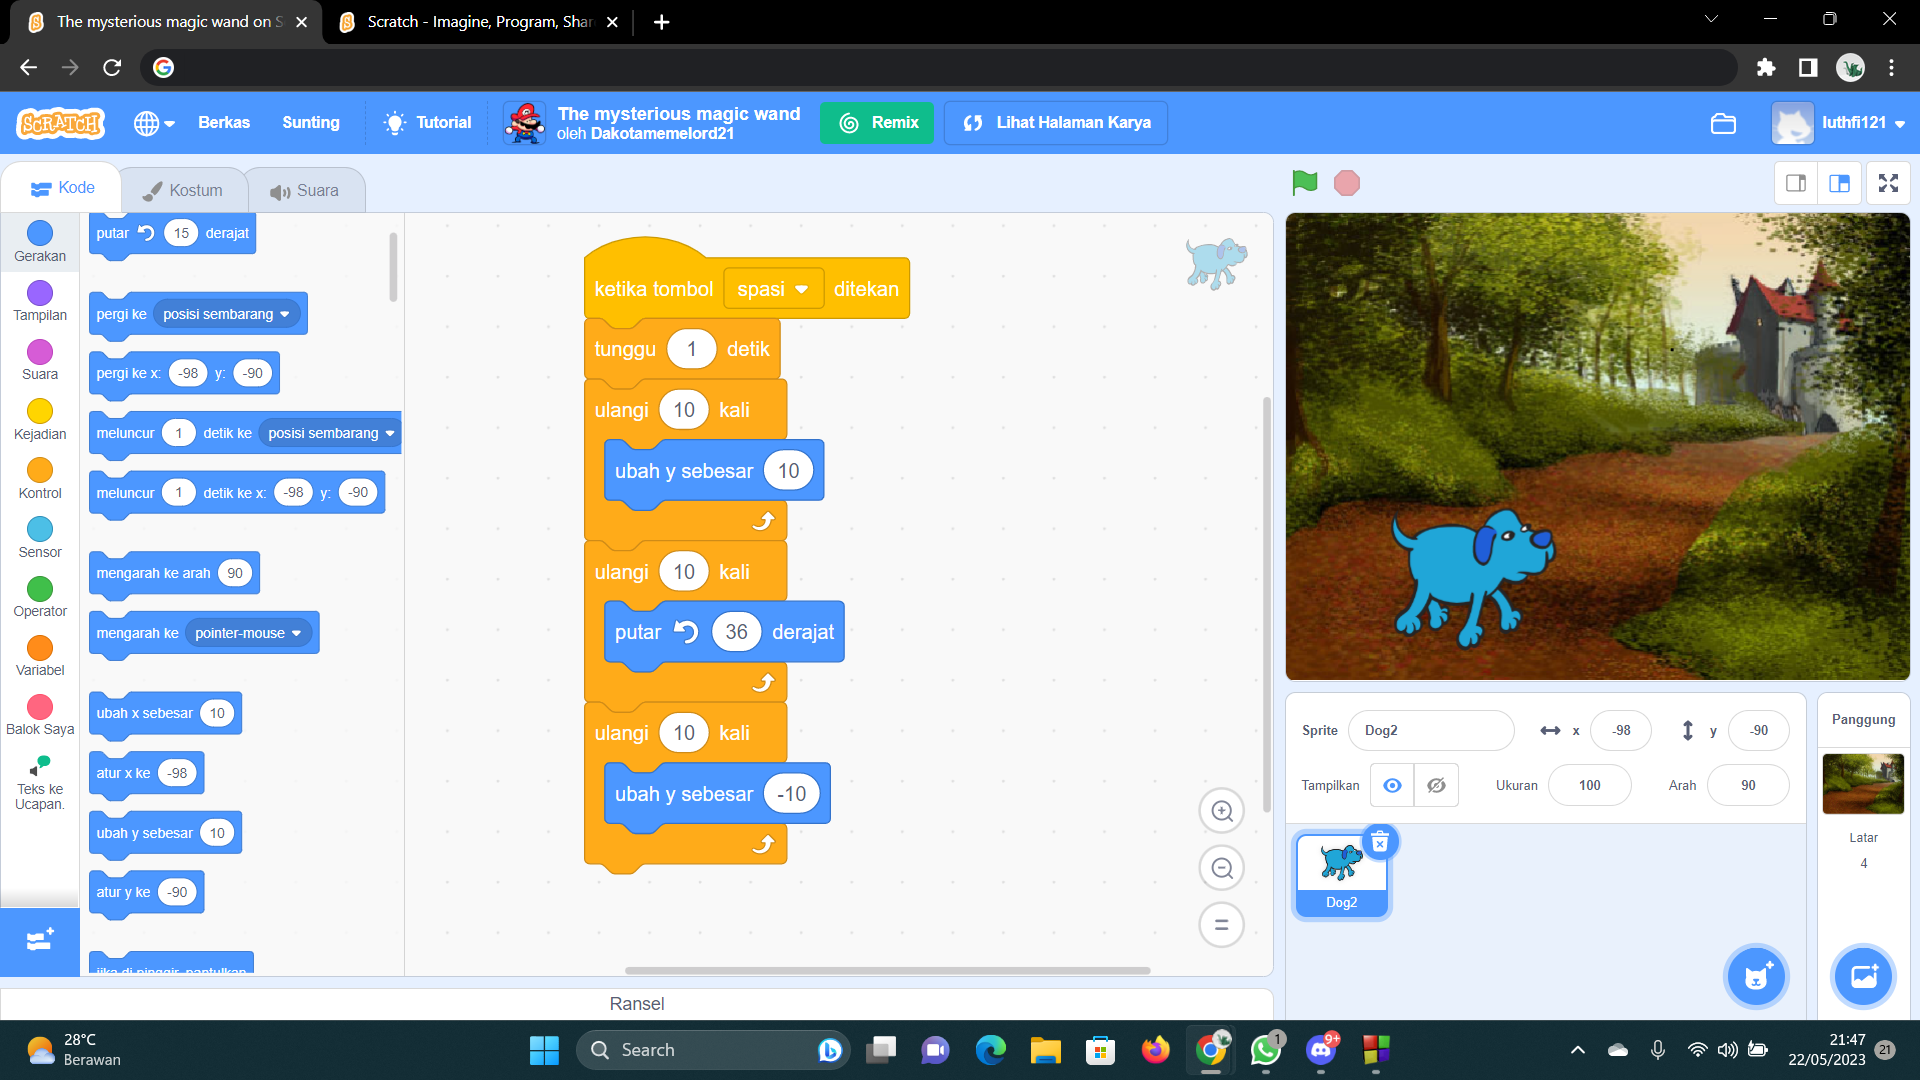 The mysterious magic wand on S
Scratch - Imagine, Program, Shar
SCRATCH
Berkas
Sunting
Tutorial
The mysterious magic wand
oleh Dakotamemelord21
Remix
Lihat Halaman Karya
luthfi121
Kode
Kostum
Suara
Gerakan
Tampilan
Suara
Kejadian
Kontrol
Sensor
Operator
Variabel
Balok Saya
Teks ke
Ucapan.
putar 15 derajat
pergi ke posisi sembarang
pergi ke x: -98 y: -90
meluncur 1 detik ke posisi sembarang
meluncur 1 detik ke x: -98 y: -90
mengarah ke arah 90
mengarah ke pointer-mouse
ubah x sebesar 10
atur x ke -98
ubah y sebesar 10
atur y ke -90
jika di pinggir, pantulkan
ketika tombol spasi ditekan
tunggu 1 detik
ulangi 10 kali
ubah y sebesar 10
ulangi 10 kali
putar 36 derajat
ulangi 10 kali
ubah y sebesar -10
Sprite Dog2 x -98 y -90
Tampilkan Ukuran 100 Arah 90
Dog2
Panggung
Latar
4
Ransel
28°C
Berawan
Search
1
9+
21:47
22/05/2023
21